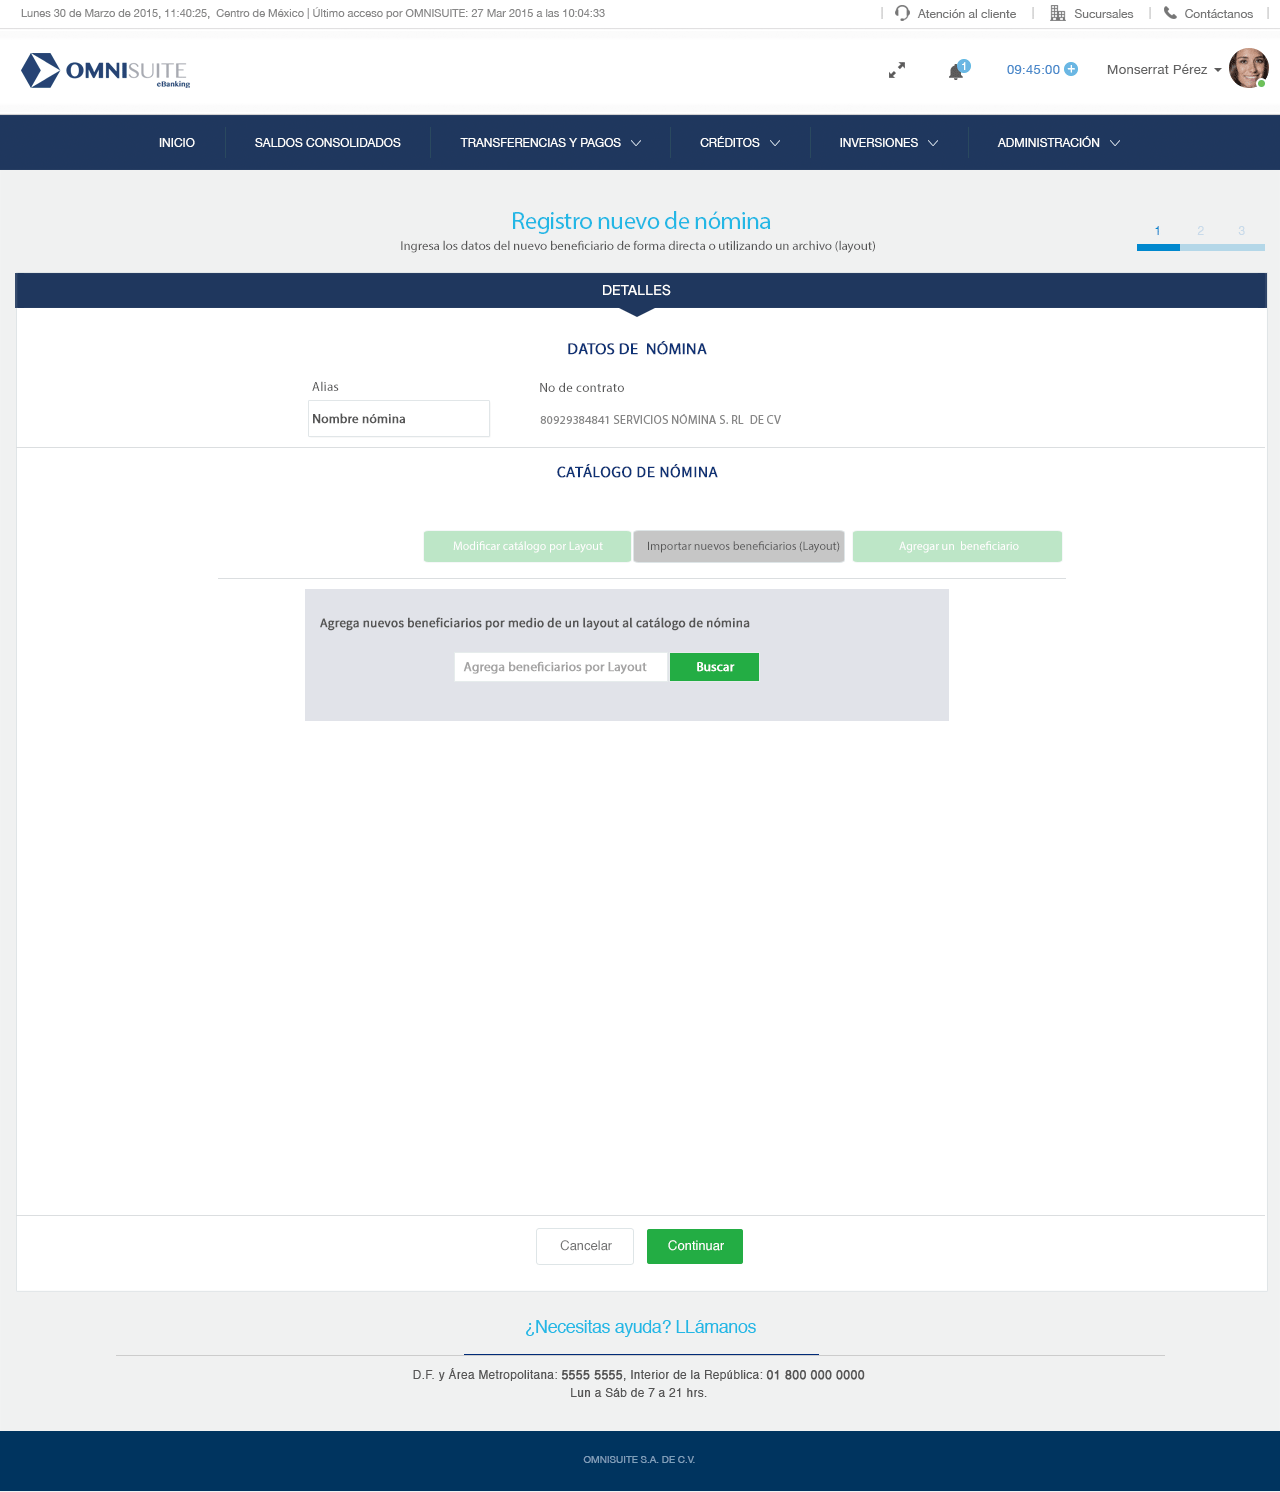 Lunes 30 de Marzo de 2015, 11:40:25,  Centro de México | Último acceso por OMNISUITE: 27 Mar 2015 a las 10:04:33
Atención al cliente
Sucursales
Contáctanos
OMNISUITE
eBanking
1
09:45:00
Monserrat Pérez
INICIO
SALDOS CONSOLIDADOS
TRANSFERENCIAS Y PAGOS
CRÉDITOS
INVERSIONES
ADMINISTRACIÓN
Registro nuevo de nómina
Ingresa los datos del nuevo beneficiario de forma directa o utilizando un archivo (layout)
1 2 3
DETALLES
DATOS DE  NÓMINA
Alias
No de contrato
Nombre nómina
80929384841 SERVICIOS NÓMINA S. RL  DE CV
CATÁLOGO DE NÓMINA
Modificar catálogo por Layout
Importar nuevos beneficiarios (Layout)
Agregar un  beneficiario
Agrega nuevos beneficiarios por medio de un layout al catálogo de nómina
Agrega beneficiarios por Layout
Buscar
Cancelar
Continuar
¿Necesitas ayuda? LLámanos
D.F. y Área Metropolitana: 5555 5555, Interior de la República: 01 800 000 0000
Lun a Sáb de 7 a 21 hrs.
OMNISUITE S.A. DE C.V.